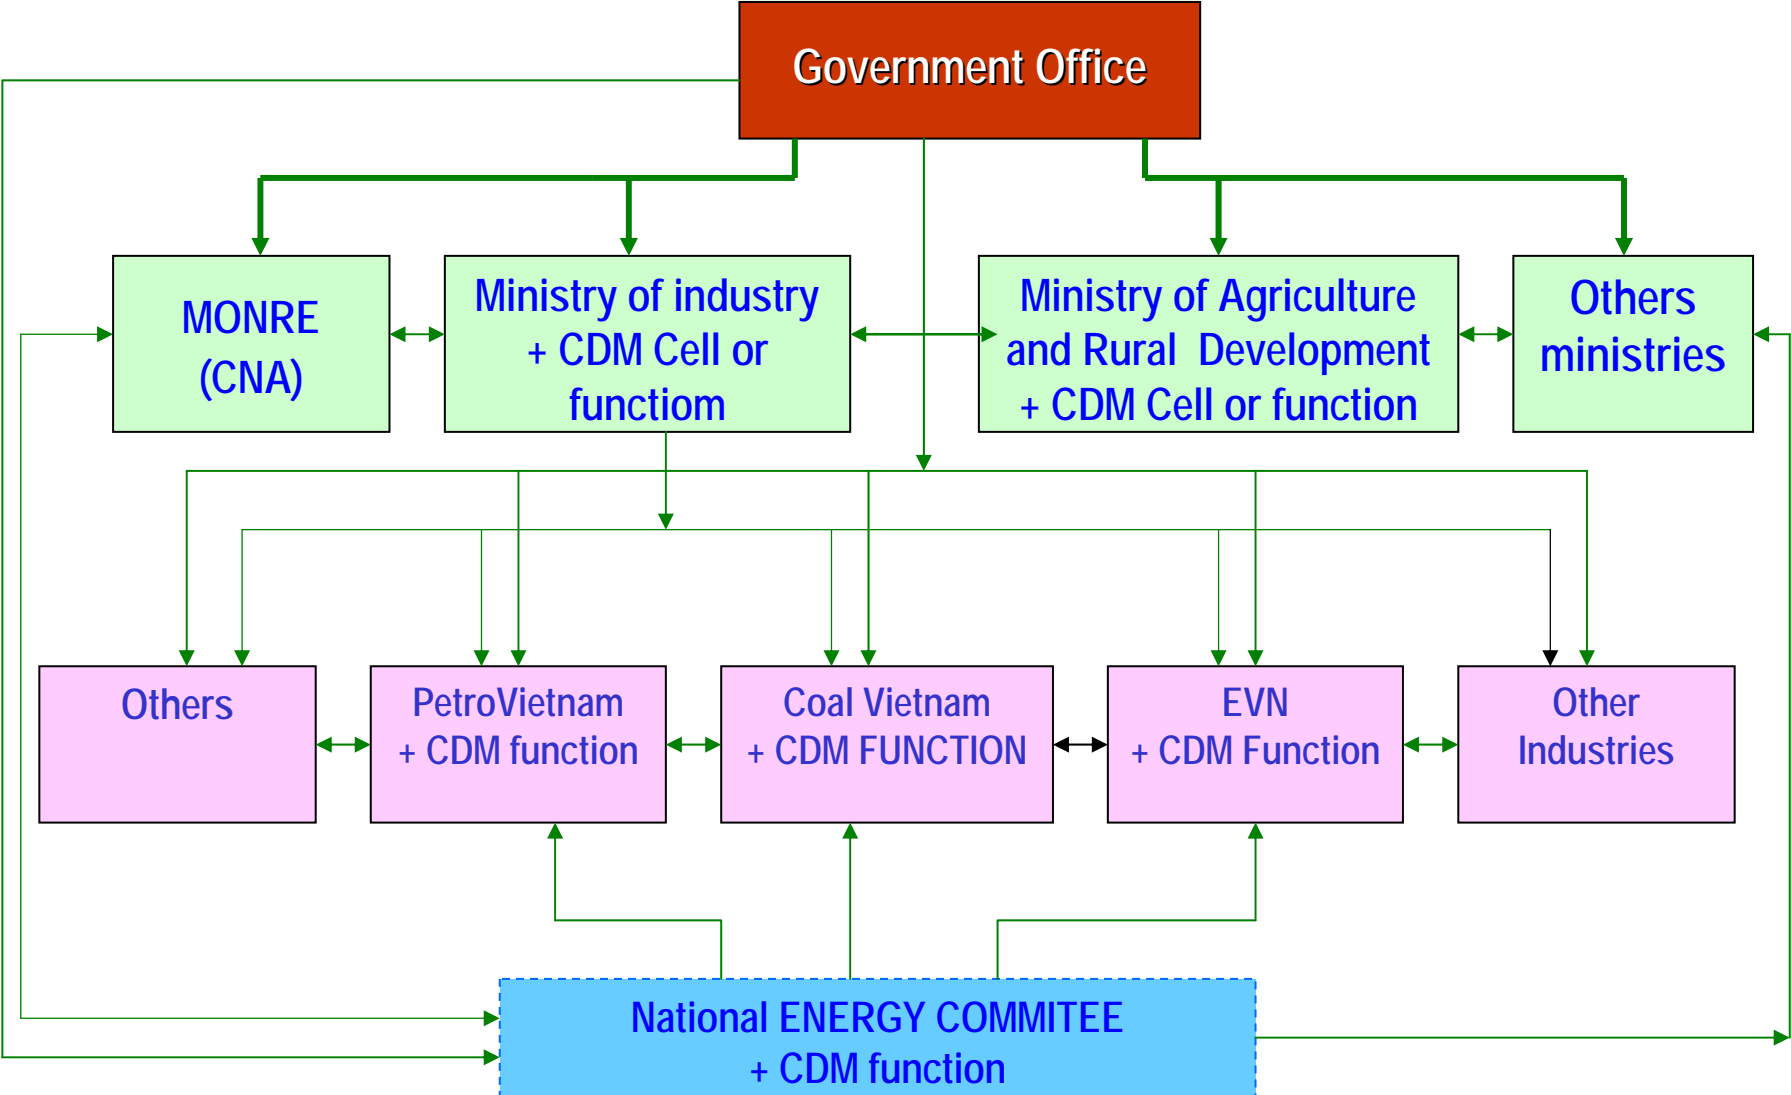 Government Office
MONRE
(CNA)
Ministry of industry
+ CDM Cell or
functiom
Ministry of Agriculture
and Rural Development
+ CDM Cell or function
Others
ministries
Others
PetroVietnam
+ CDM function
Coal Vietnam
+ CDM FUNCTION
EVN
+ CDM Function
Other
Industries
National ENERGY COMMITEE
+ CDM function